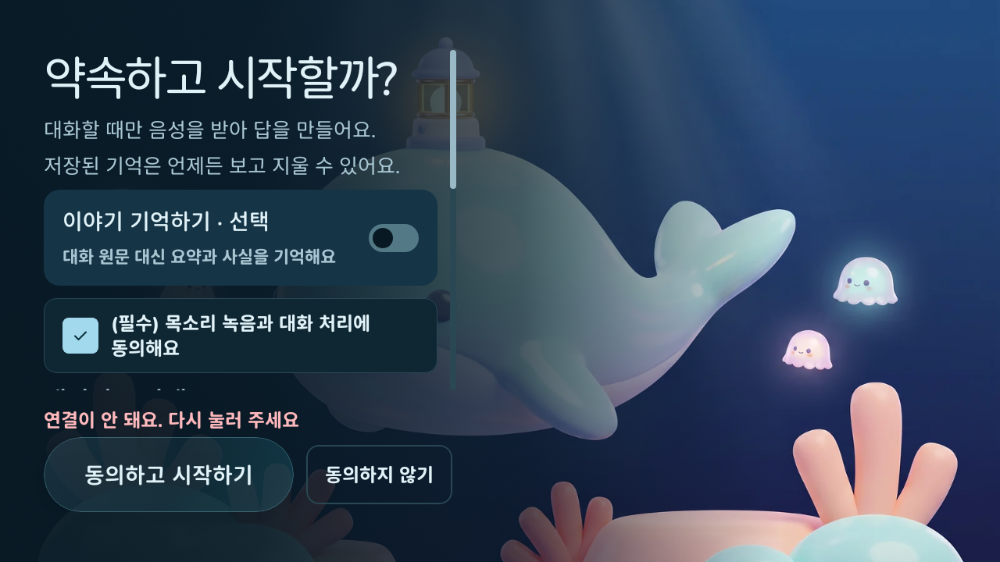 약속하고 시작할까?
대화할 때만 음성을 받아 답을 만들어요.
저장된 기억은 언제든 보고 지울 수 있어요.
이야기 기억하기 · 선택
대화 원문 대신 요약과 사실을 기억해요
(필수) 목소리 녹음과 대화 처리에
동의해요
연결이 안 돼요. 다시 눌러 주세요
동의하고 시작하기
동의하지 않기